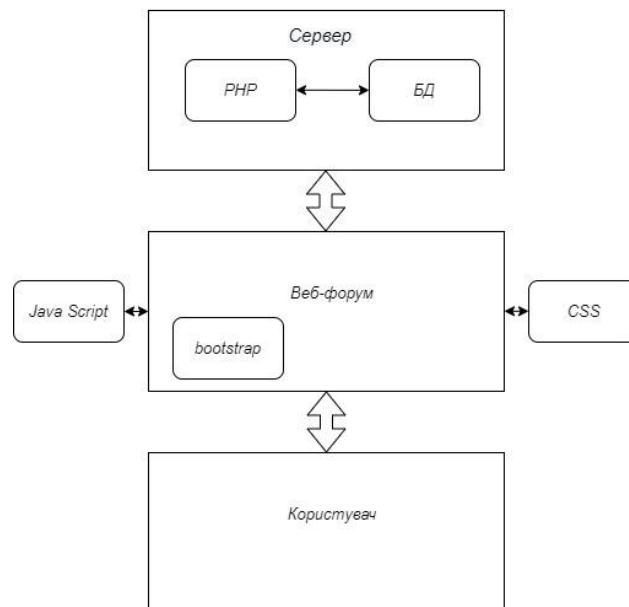 Сервер
PHP
БД
Веб-форум
Java Script
CSS
bootstrap
Користувач